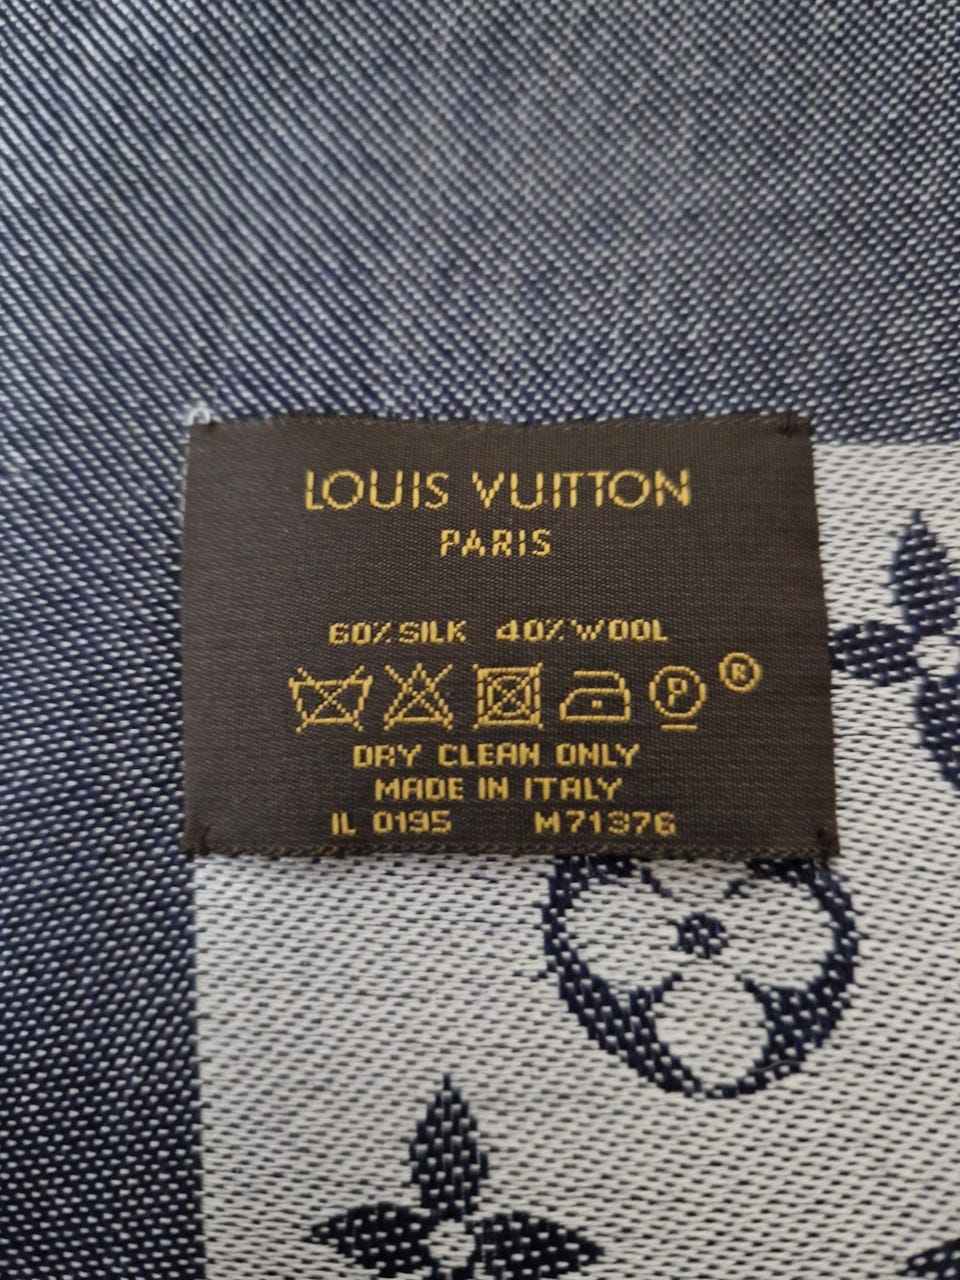 LOUIS VUITTON
PARIS
60% SILK 40% WOOL
P ®
DRY CLEAN ONLY
MADE IN ITALY
IL 0195 M71376